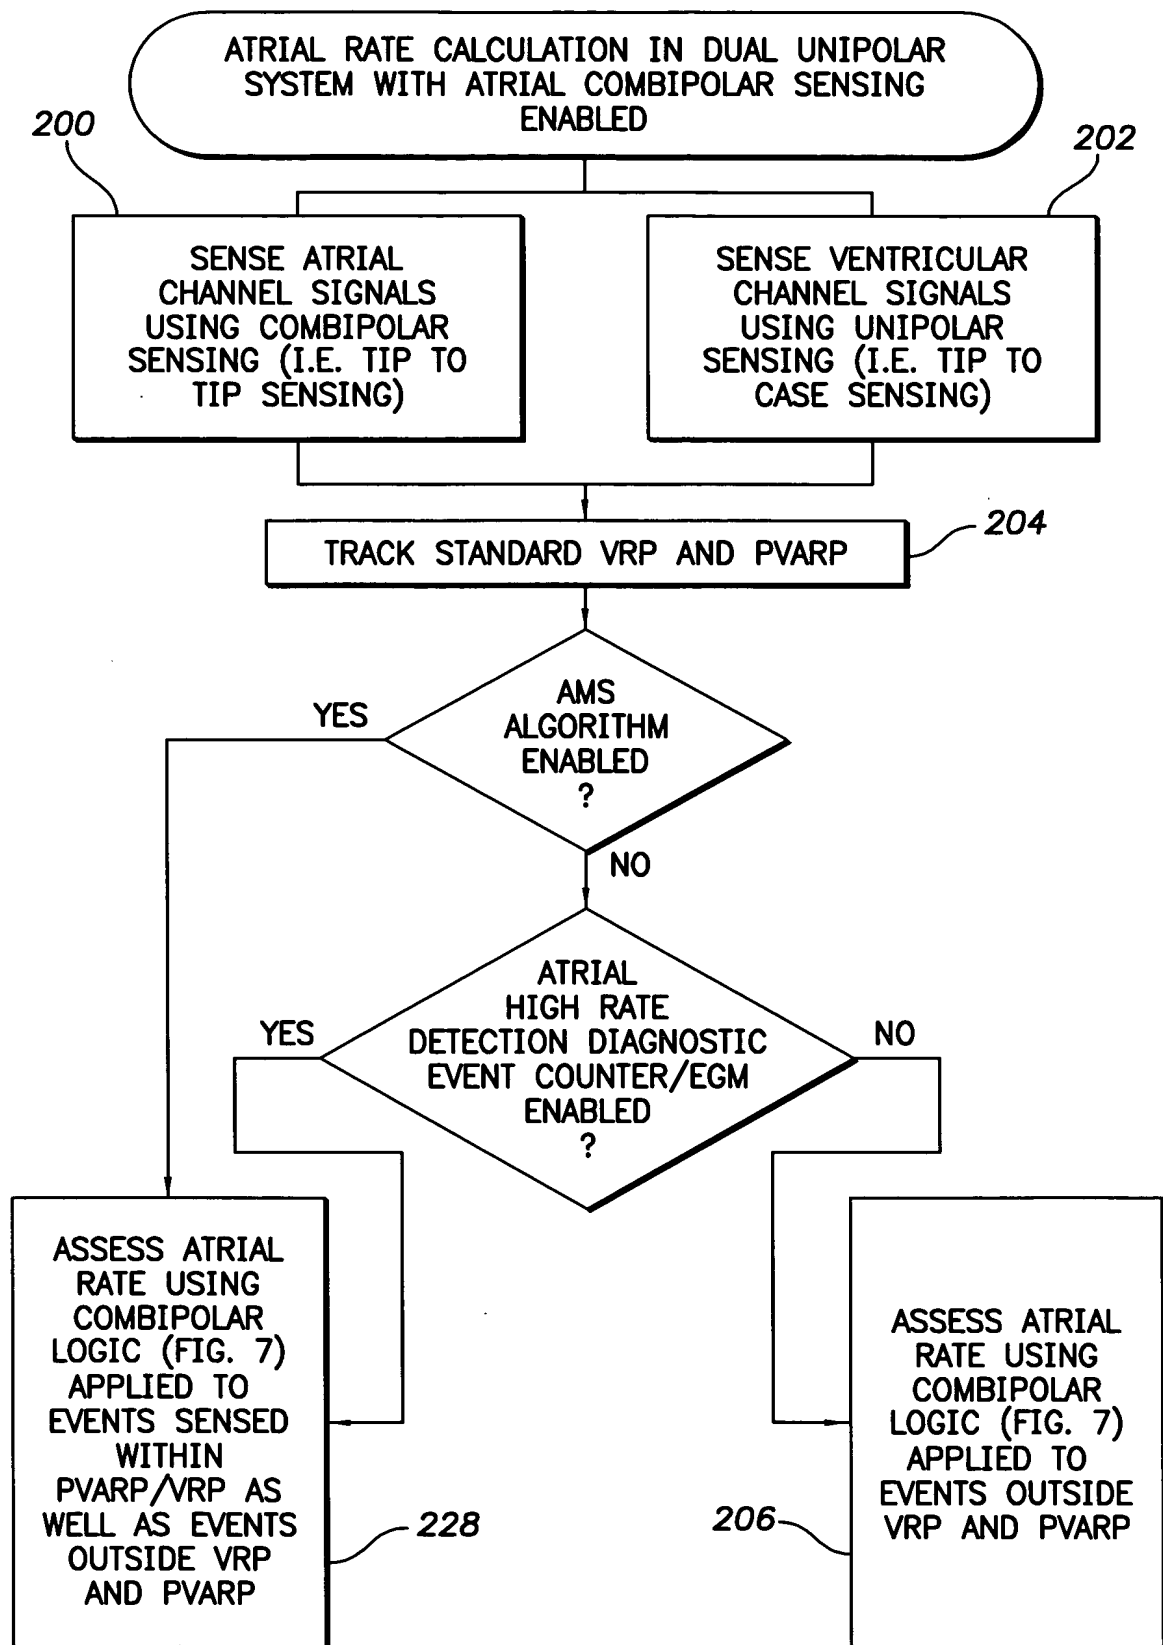 ATRIAL RATE CALCULATION IN DUAL UNIPOLAR
SYSTEM WITH ATRIAL COMBIPOLAR SENSING
ENABLED
200
202
SENSE ATRIAL
CHANNEL SIGNALS
USING COMBIPOLAR
SENSING (I.E. TIP TO
TIP SENSING)
SENSE VENTRICULAR
CHANNEL SIGNALS
USING UNIPOLAR
SENSING (I.E. TIP TO
CASE SENSING)
204
TRACK STANDARD VRP AND PVARP
AMS
ALGORITHM
ENABLED
?
YES
NO
ATRIAL
HIGH RATE
DETECTION DIAGNOSTIC
EVENT COUNTER/EGM
ENABLED
?
YES
NO
ASSESS ATRIAL
RATE USING
COMBIPOLAR
LOGIC (FIG. 7)
APPLIED TO
EVENTS SENSED
WITHIN
PVARP/VRP AS
WELL AS EVENTS
OUTSIDE VRP
AND PVARP
228
206
ASSESS ATRIAL
RATE USING
COMBIPOLAR
LOGIC (FIG. 7)
APPLIED TO
EVENTS OUTSIDE
VRP AND PVARP